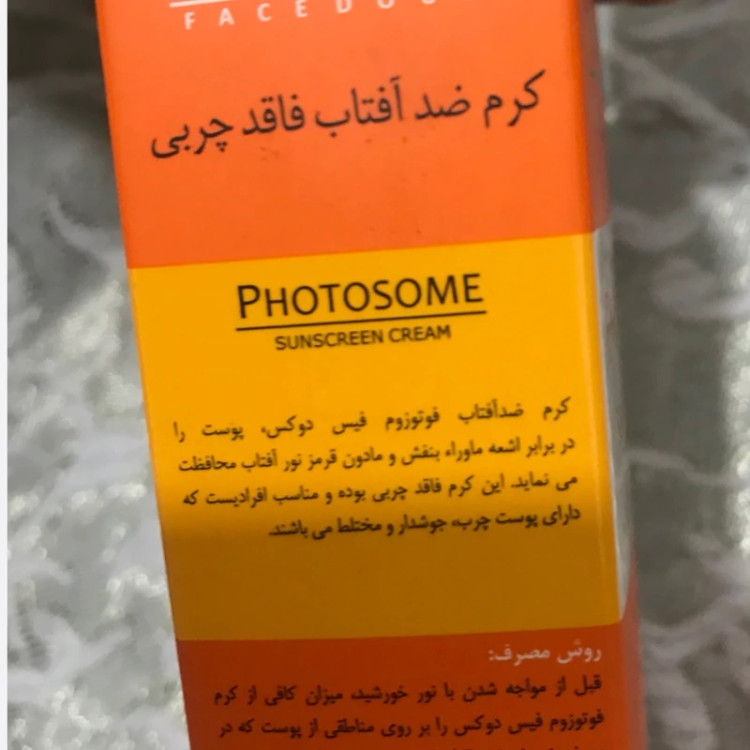 FACEDO
کرم ضد آفتاب فاقد چربی
PHOTOSOME
SUNSCREEN CREAM
کرم ضدآفتاب فوتوزوم فیس دوکس، پوست را
در برابر اشعه ماوراء بنفش و مادون قرمز نور آفتاب محافظت
می نماید. این کرم فاقد چربی بوده و مناسب افرادیست که
دارای پوست چرب، جوشدار و مختلط می باشند.
روش مصرف:
قبل از مواجه شدن با نور خورشید، میزان کافی از کرم
فوتوزوم فیس دوکس را بر روی مناطقی از پوست که در